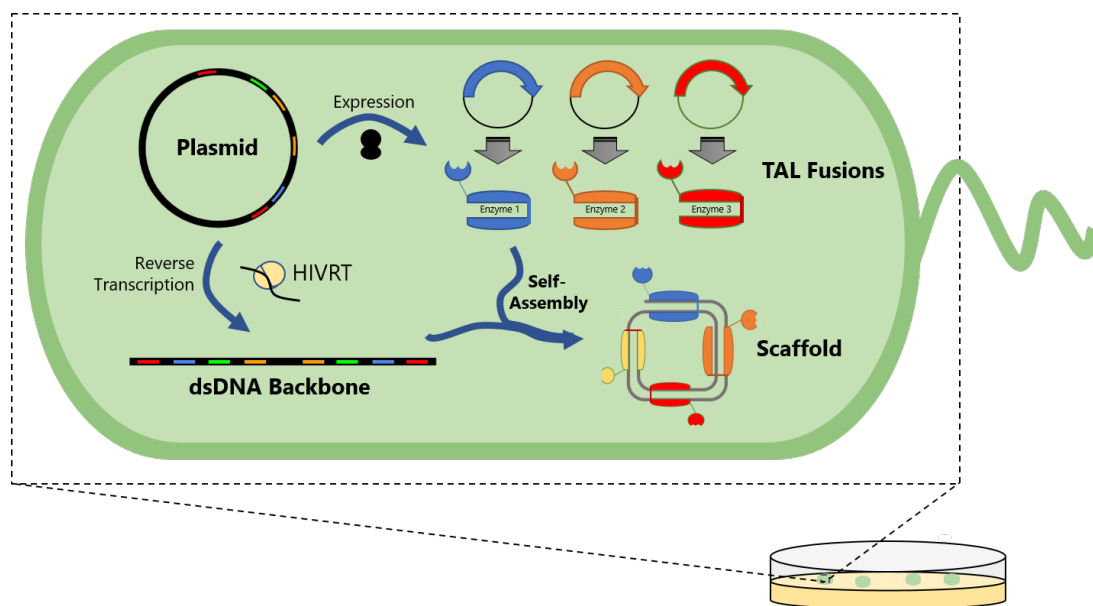 Expression
Plasmid
TAL Fusions
Enzyme 1
Enzyme 2
Enzyme 3
Reverse
Transcription
HIVRT
Self-
Assembly
Scaffold
dsDNA Backbone